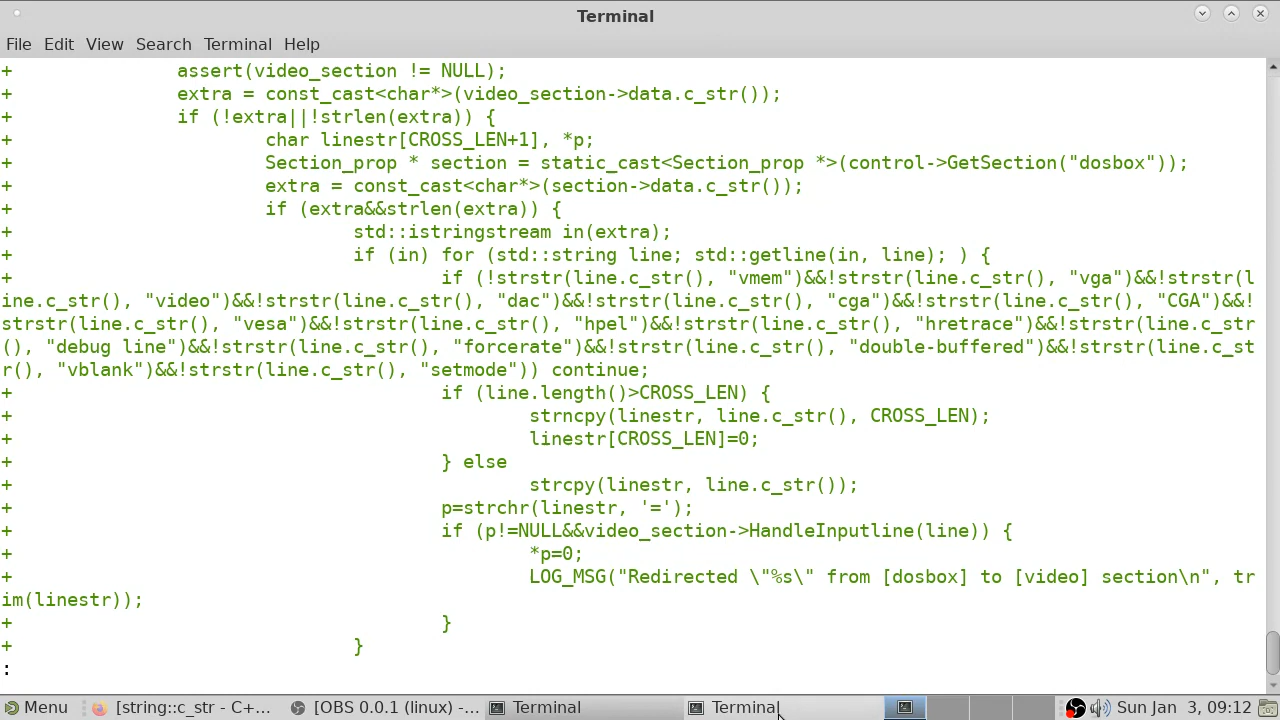 Terminal
File Edit View Search Terminal Help
+ assert(video_section != NULL);
+ extra = const_cast<char*>(video_section->data.c_str());
+ if (!extra||!strlen(extra)) {
+ char linestr[CROSS_LEN+1], *p;
+ Section_prop * section = static_cast<Section_prop *>(control->GetSection("dosbox"));
+ extra = const_cast<char*>(section->data.c_str());
+ if (extra&&strlen(extra)) {
+ std::istringstream in(extra);
+ if (in) for (std::string line; std::getline(in, line); ) {
+ if (!strstr(line.c_str(), "vmem")&&!strstr(line.c_str(), "vga")&&!strstr(l
ine.c_str(), "video")&&!strstr(line.c_str(), "dac")&&!strstr(line.c_str(), "cga")&&!strstr(line.c_str(), "CGA")&&!
strstr(line.c_str(), "vesa")&&!strstr(line.c_str(), "hpel")&&!strstr(line.c_str(), "hretrace")&&!strstr(line.c_str
(), "debug line")&&!strstr(line.c_str(), "forcerate")&&!strstr(line.c_str(), "double-buffered")&&!strstr(line.c_st
r(), "vblank")&&!strstr(line.c_str(), "setmode")) continue;
+ if (line.length()>CROSS_LEN) {
+ strncpy(linestr, line.c_str(), CROSS_LEN);
+ linestr[CROSS_LEN]=0;
+ } else
+ strcpy(linestr, line.c_str());
+ p=strchr(linestr, '=');
+ if (p!=NULL&&video_section->HandleInputline(line)) {
+ *p=0;
+ LOG_MSG("Redirected \"%s\" from [dosbox] to [video] section\n", tr
im(linestr));
+ }
+ }
:
Menu [string::c_str - C+... [OBS 0.0.1 (linux) -... Terminal Terminal Sun Jan 3, 09:12